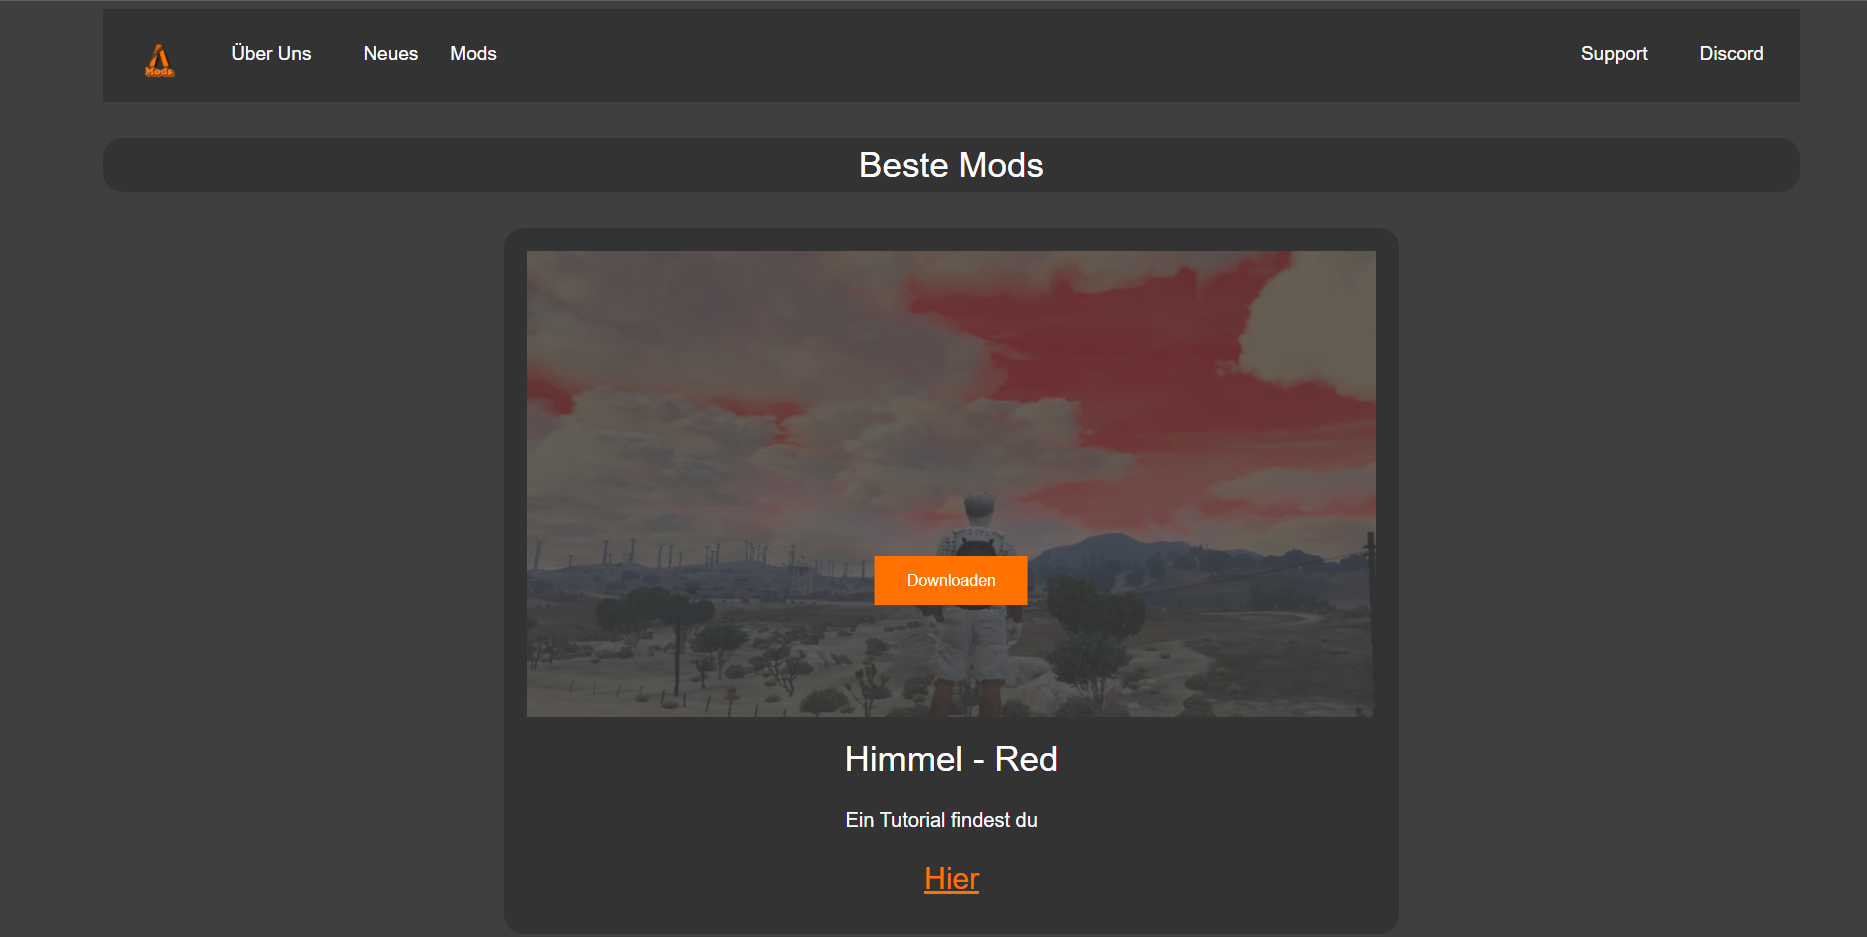 Mods
Über Uns
Neues
Mods
Support
Discord
Beste Mods
Downloaden
Himmel - Red
Ein Tutorial findest du
Hier